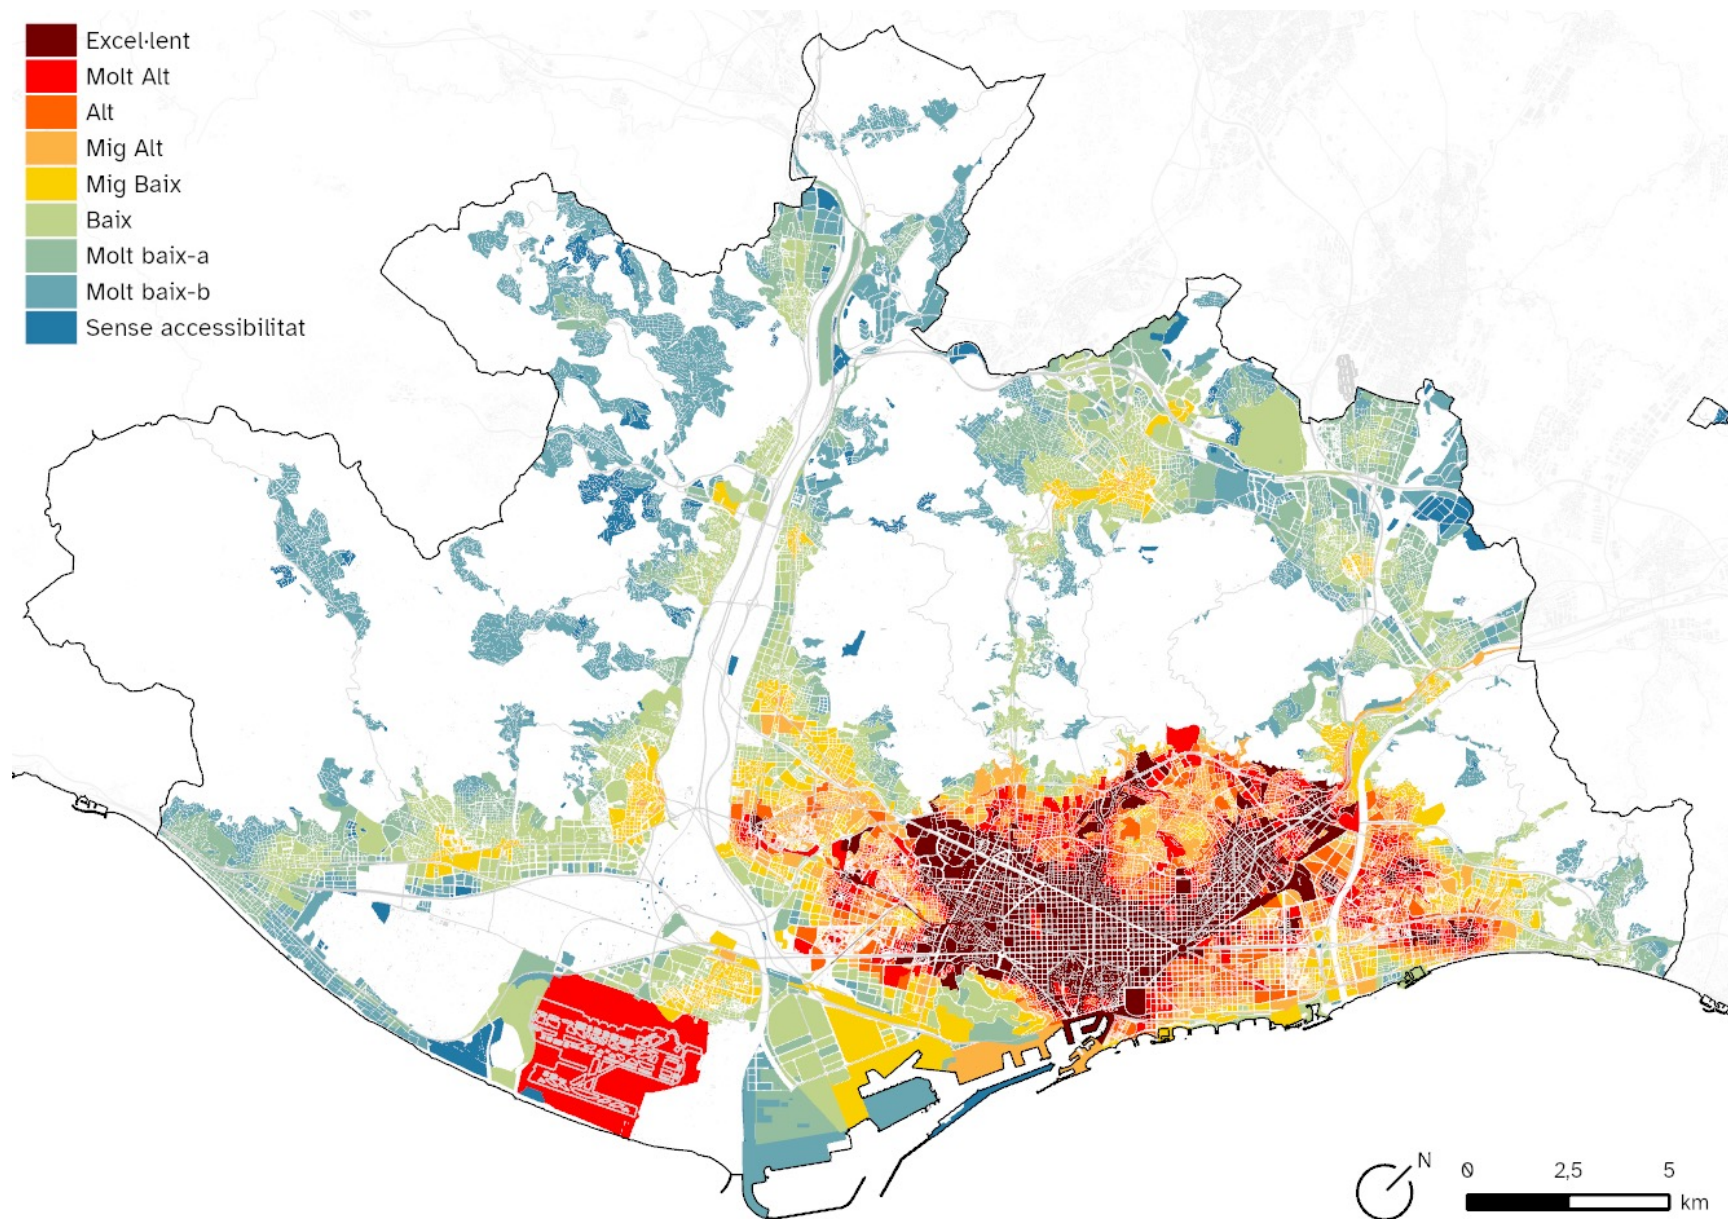 Excel·lent
Molt Alt
Alt
Mig Alt
Mig Baix
Baix
Molt baix-a
Molt baix-b
Sense accessibilitat
N
0 2,5 5
km